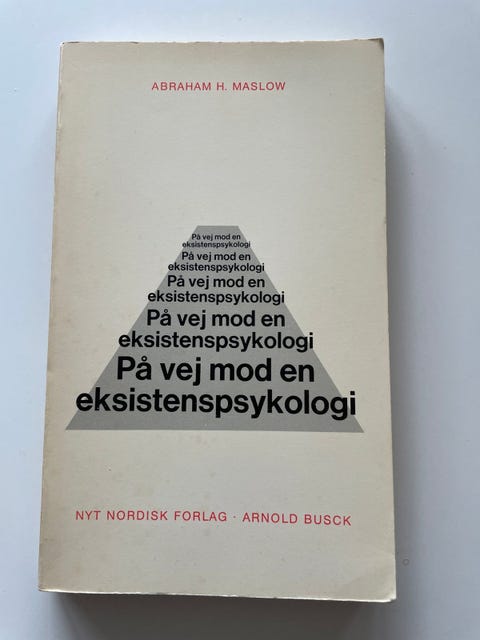 ABRAHAM H. MASLOW
På vej mod en
eksistenspsykologi
På vej mod en
eksistenspsykologi
På vej mod en
eksistenspsykologi
På vej mod en
eksistenspsykologi
På vej mod en
eksistenspsykologi
NYT NORDISK FORLAG · ARNOLD BUSCK